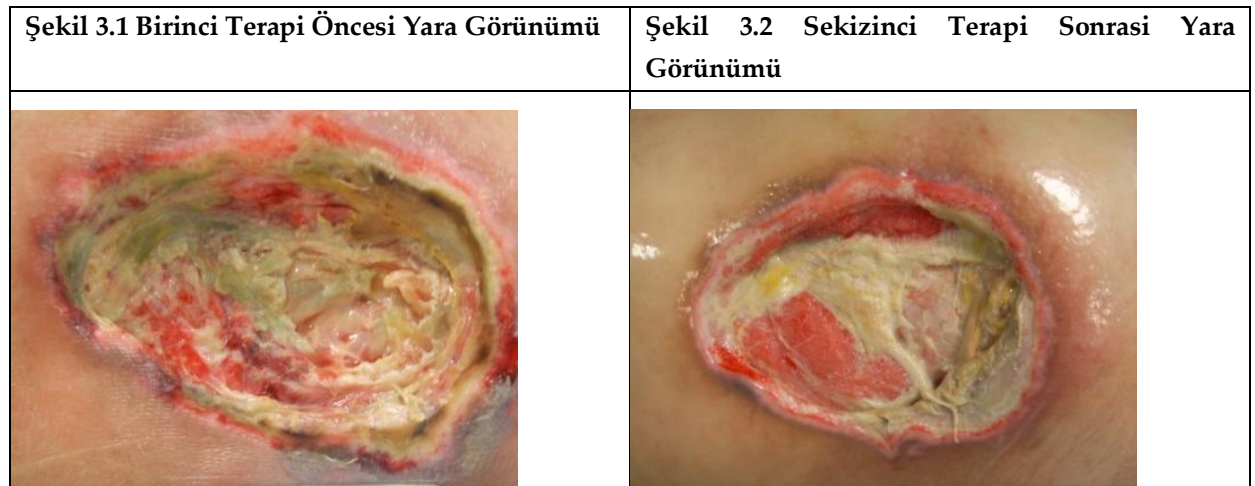 Şekil 3.1 Birinci Terapi Öncesi Yara Görünümü
Şekil 3.2 Sekizinci Terapi Sonrasi Yara
Görünümü